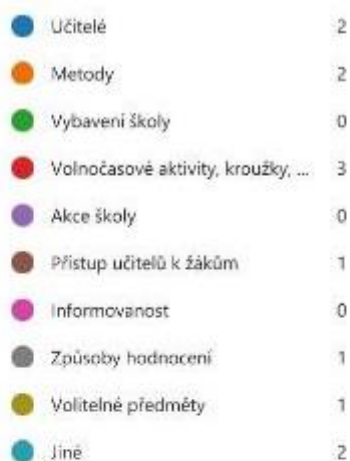 Učitelé 2
Metody 2
Vybavení školy 0
Volnočasové aktivity, kroužky, ... 3
Akce školy 0
Přístup učitelů k žákům 1
Informovanost 0
Způsoby hodnocení 1
Volitelné předměty 1
Jiné 2